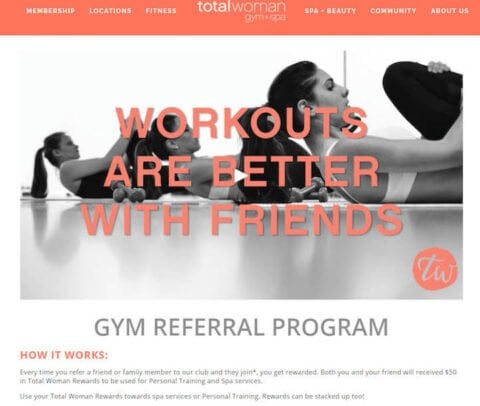 MEMBERSHIP LOCATIONS FITNESS totalwoman gym+spa SPA + BEAUTY COMMUNITY ABOUT US
WORKOUTS
ARE BETTER
WITH FRIENDS
tw
GYM REFERRAL PROGRAM
HOW IT WORKS:
Every time you refer a friend or family member to our club and they join*, you get rewarded. Both you and your friend will received $50
in Total Woman Rewards to be used for Personal Training and Spa services.
Use your Total Woman Rewards towards spa services or Personal Training. Rewards can be stacked up too!